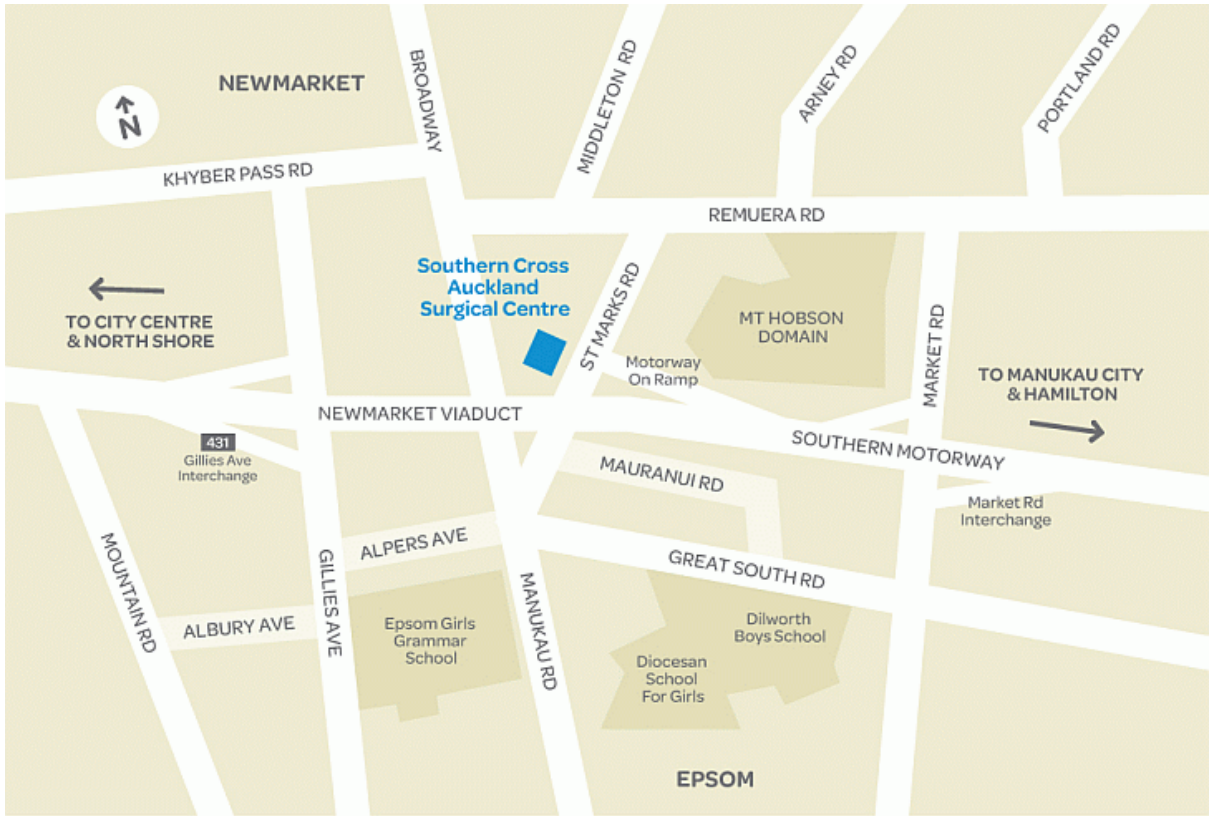 NEWMARKET
N
BROADWAY
MIDDLETON RD
ARNEY RD
PORTLAND RD
KHYBER PASS RD
REMUERA RD
Southern Cross
Auckland
Surgical Centre
ST MARKS RD
TO CITY CENTRE
& NORTH SHORE
MT HOBSON
DOMAIN
MARKET RD
Motorway
On Ramp
TO MANUKAU CITY
& HAMILTON
NEWMARKET VIADUCT
431
Gillies Ave
Interchange
SOUTHERN MOTORWAY
MAURANUI RD
Market Rd
Interchange
MOUNTAIN RD
GILLIES AVE
ALPERS AVE
MANUKAU RD
GREAT SOUTH RD
ALBURY AVE
Epsom Girls
Grammar
School
Dilworth
Boys School
Diocesan
School
For Girls
EPSOM